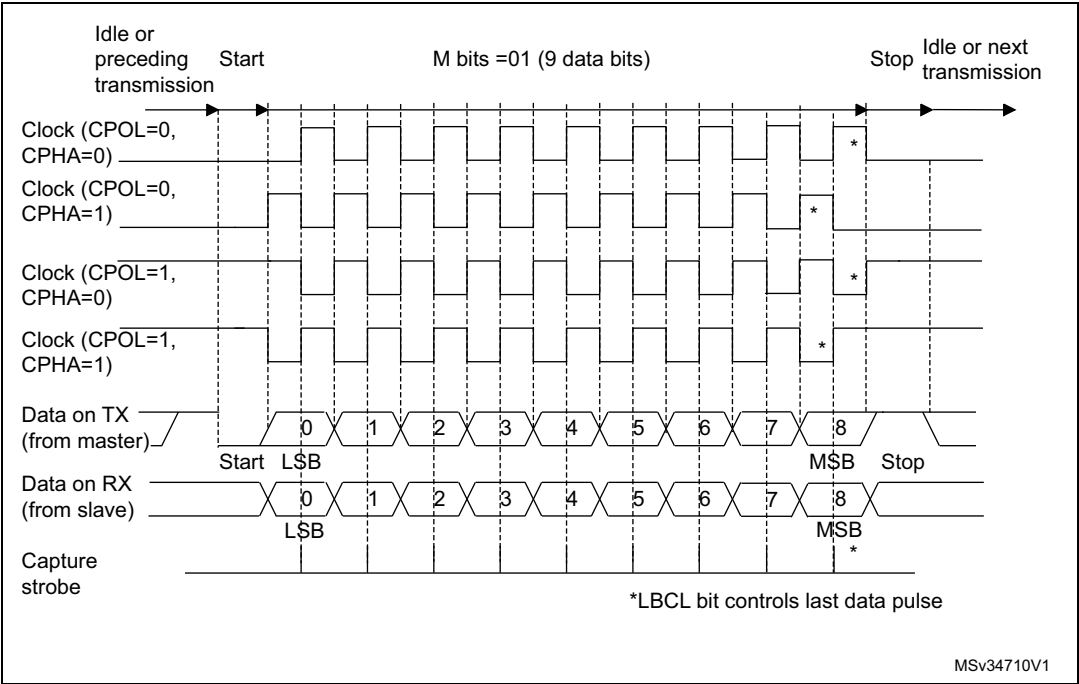 Idle or
preceding
transmission
Start
M bits =01 (9 data bits)
Stop
Idle or next
transmission
Clock (CPOL=0,
CPHA=0)
*
Clock (CPOL=0,
CPHA=1)
*
Clock (CPOL=1,
CPHA=0)
*
Clock (CPOL=1,
CPHA=1)
*
Data on TX
(from master)
0 1 2 3 4 5 6 7 8
Start LSB MSB Stop
Data on RX
(from slave)
0 1 2 3 4 5 6 7 8
LSB MSB
Capture
strobe
*
*LBCL bit controls last data pulse
MSv34710V1